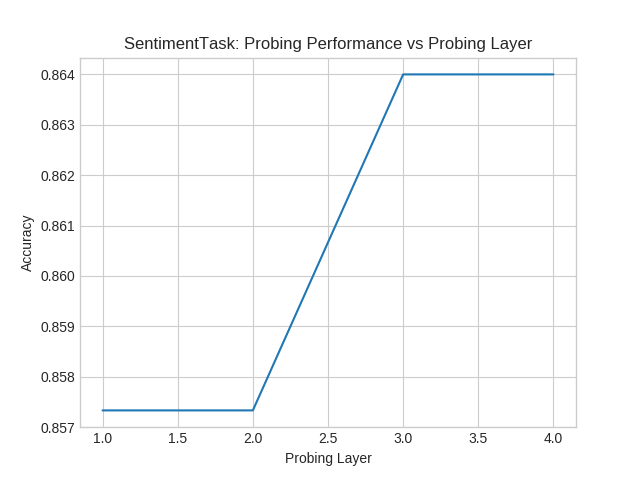 SentimentTask: Probing Performance vs Probing Layer
0.864
0.863
0.862
0.861
0.860
0.859
0.858
0.857
Accuracy
1.0 1.5 2.0 2.5 3.0 3.5 4.0
Probing Layer